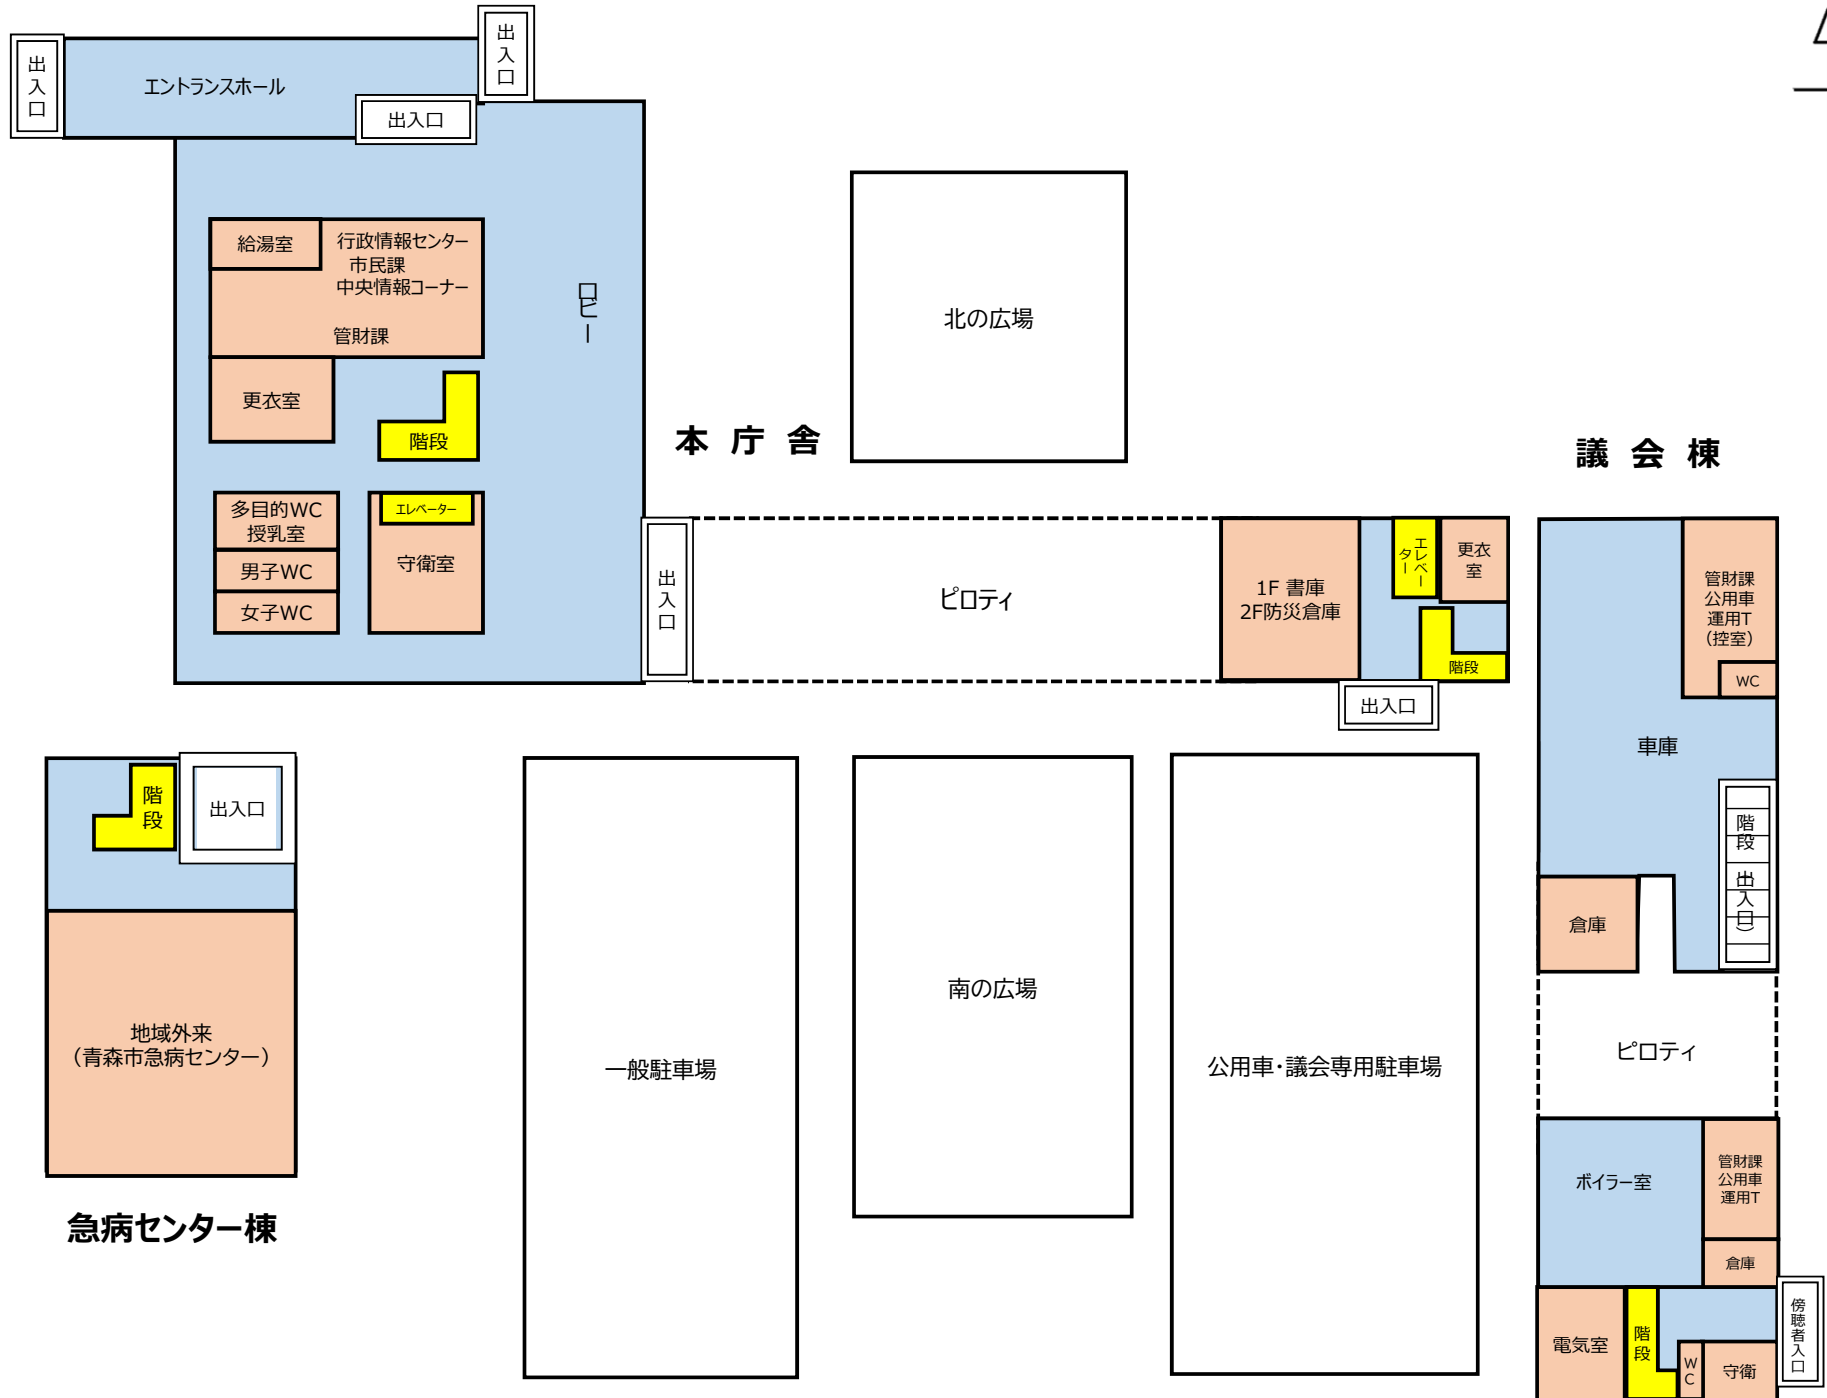 出入口
エントランスホール
出入口
出入口
給湯室
行政情報センター
市民課
中央情報コーナー
管財課
更衣室
階段
ロビー
多目的WC
授乳室
男子WC
女子WC
エレベーター
守衛室
本 庁 舎
北の広場
出入口
ピロティ
1F 書庫
2F防災倉庫
エレベーター
更衣
室
階段
出入口
議 会 棟
管財課
公用車
運用T
（控室）
WC
車庫
階段
出入口）
倉庫
ピロティ
ボイラー室
管財課
公用車
運用T
倉庫
電気室
階段
WC
守衛
傍聴者入口
階段
出入口
地域外来
（青森市急病センター）
急病センター棟
一般駐車場
南の広場
公用車・議会専用駐車場